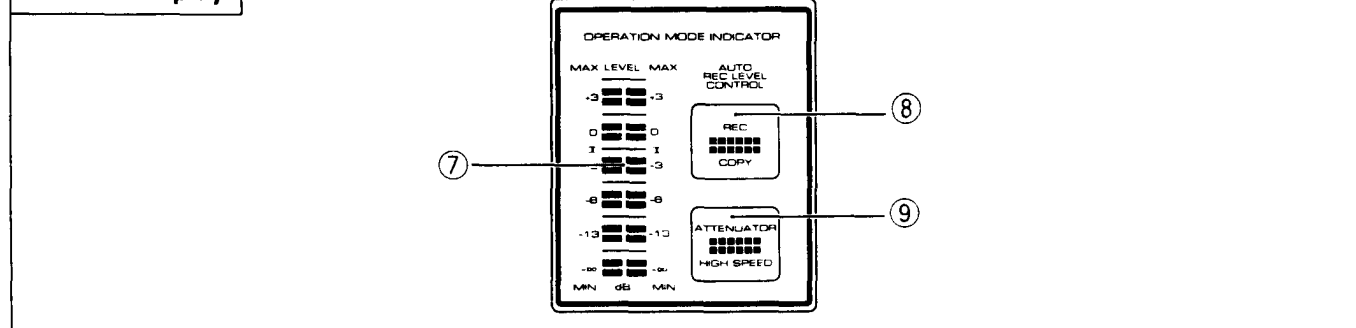 OPERATION MODE INDICATOR
MAX LEVEL MAX
AUTO
REC LEVEL
CONTROL
+3 +3
⑧
REC
0 0
I I
COPY
⑦
-3
-8 -8
⑨
ATTENUATOR
-13 -13
HIGH SPEED
-∞ -∞
MIN dB MIN